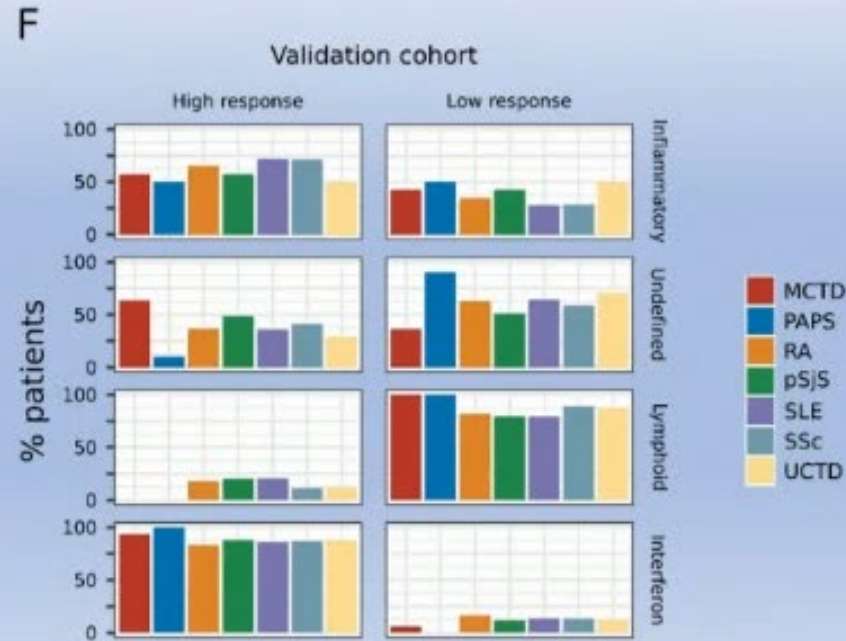 F
Validation cohort
High response
Low response
100
50
0
Inflammatory
100
50
0
Undefined
100
50
0
Lymphoid
100
50
0
Interferon
% patients
MCTD
PAPS
RA
pSjS
SLE
SSc
UCTD